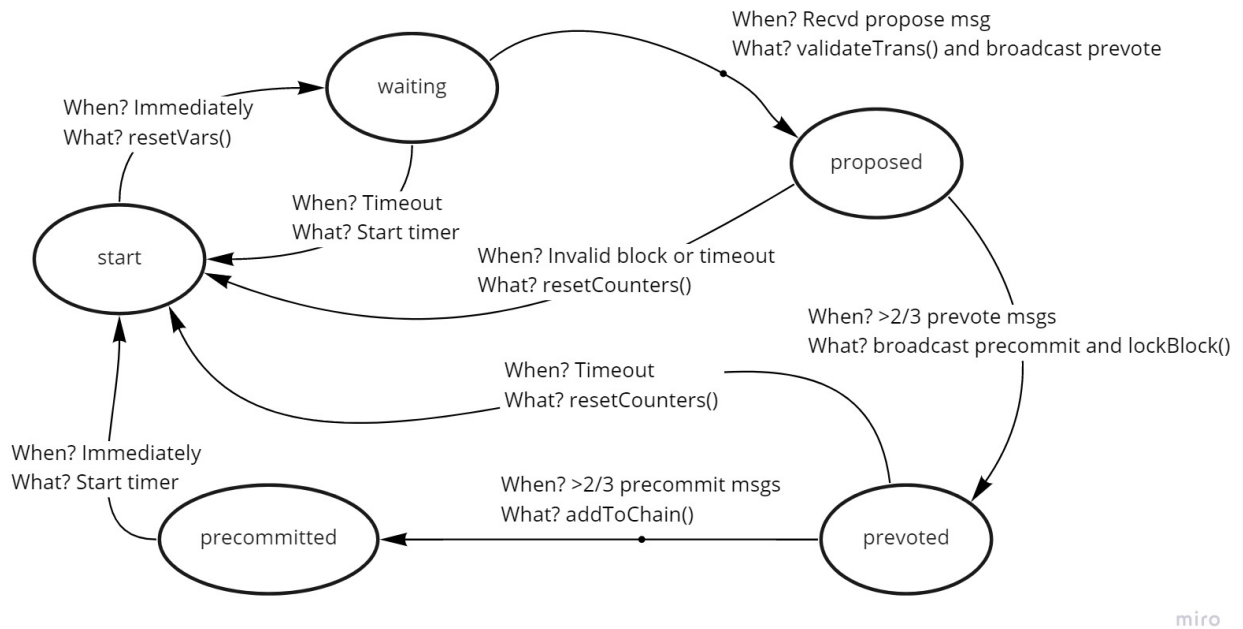 When? Recvd propose msg
What? validateTrans() and broadcast prevote
waiting
When? Immediately
What? resetVars()
proposed
When? Timeout
What? Start timer
start
When? Invalid block or timeout
What? resetCounters()
When? >2/3 prevote msgs
What? broadcast precommit and lockBlock()
When? Timeout
What? resetCounters()
When? Immediately
What? Start timer
When? >2/3 precommit msgs
What? addToChain()
precommitted
prevoted
miro